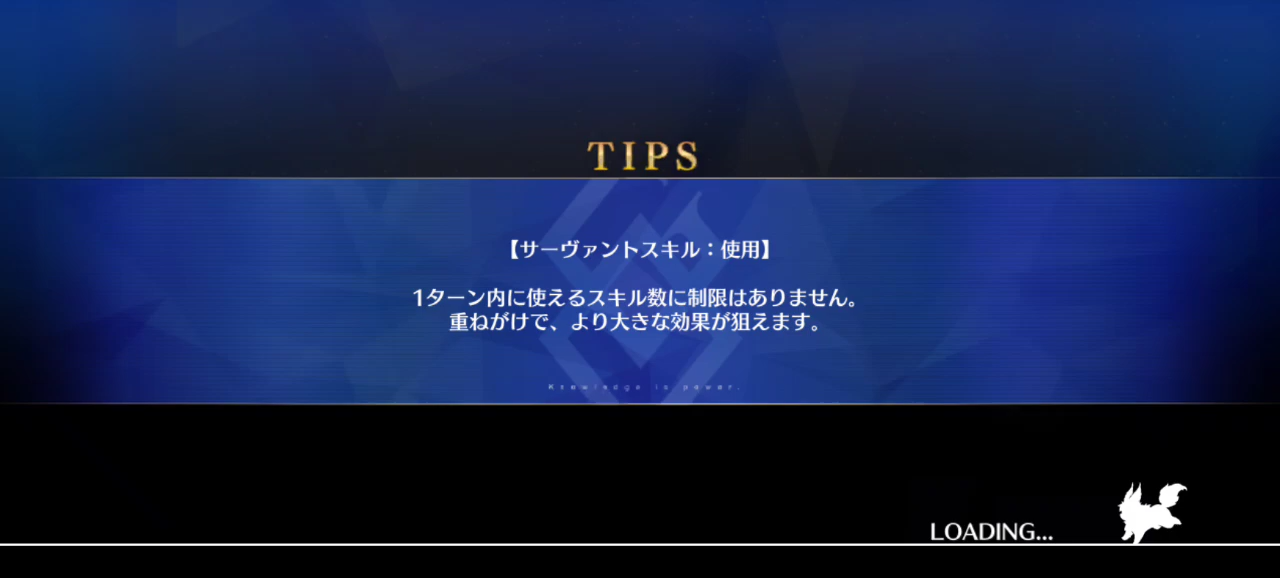 TIPS
【サーヴァントスキル：使用】
1ターン内に使えるスキル数に制限はありません。
重ねがけで、より大きな効果が狙えます。
Knowledge is power.
LOADING...